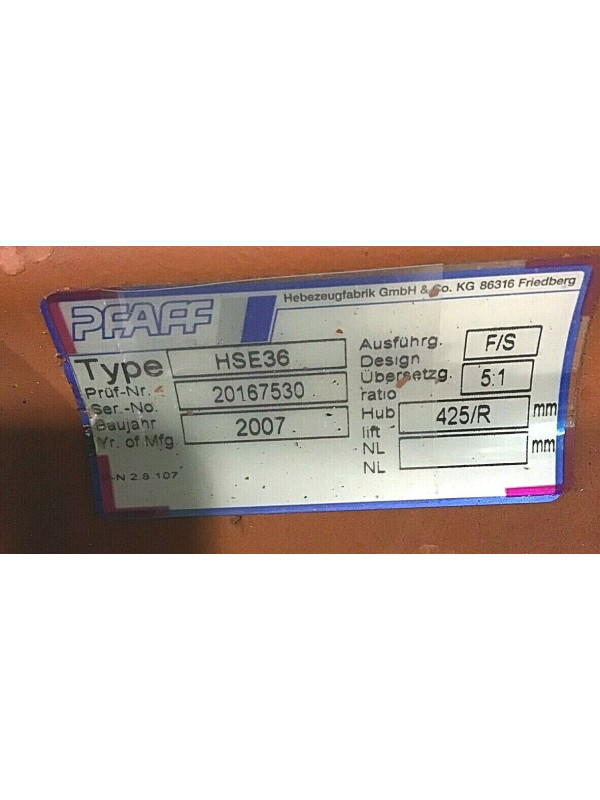 Hebezeugfabrik GmbH & Co. KG 86316 Friedberg
PFAFF
Type HSE36
Prüf-Nr. 20167530
Ser.-No.
Baujahr 2007
Yr. of Mfg
-N 2.8.107
Ausführg. F/S
Design
Übersetzg. 5:1
ratio
Hub 425/R mm
lift
NL mm
NL